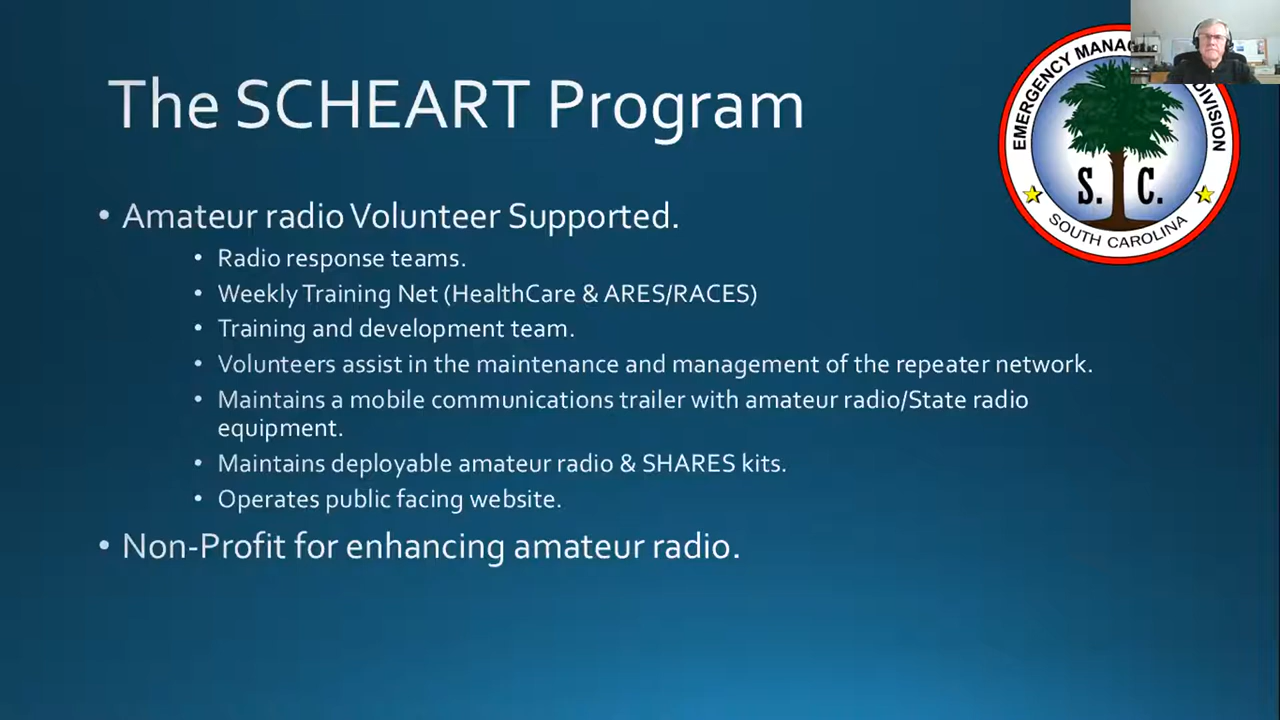 The SCHEART Program
• Amateur radio Volunteer Supported.
• Radio response teams.
• Weekly Training Net (HealthCare & ARES/RACES)
• Training and development team.
• Volunteers assist in the maintenance and management of the repeater network.
• Maintains a mobile communications trailer with amateur radio/State radio
equipment.
• Maintains deployable amateur radio & SHARES kits.
• Operates public facing website.
• Non-Profit for enhancing amateur radio.
EMERGENCY DIVISION
S. C.
SOUTH CAROLINA